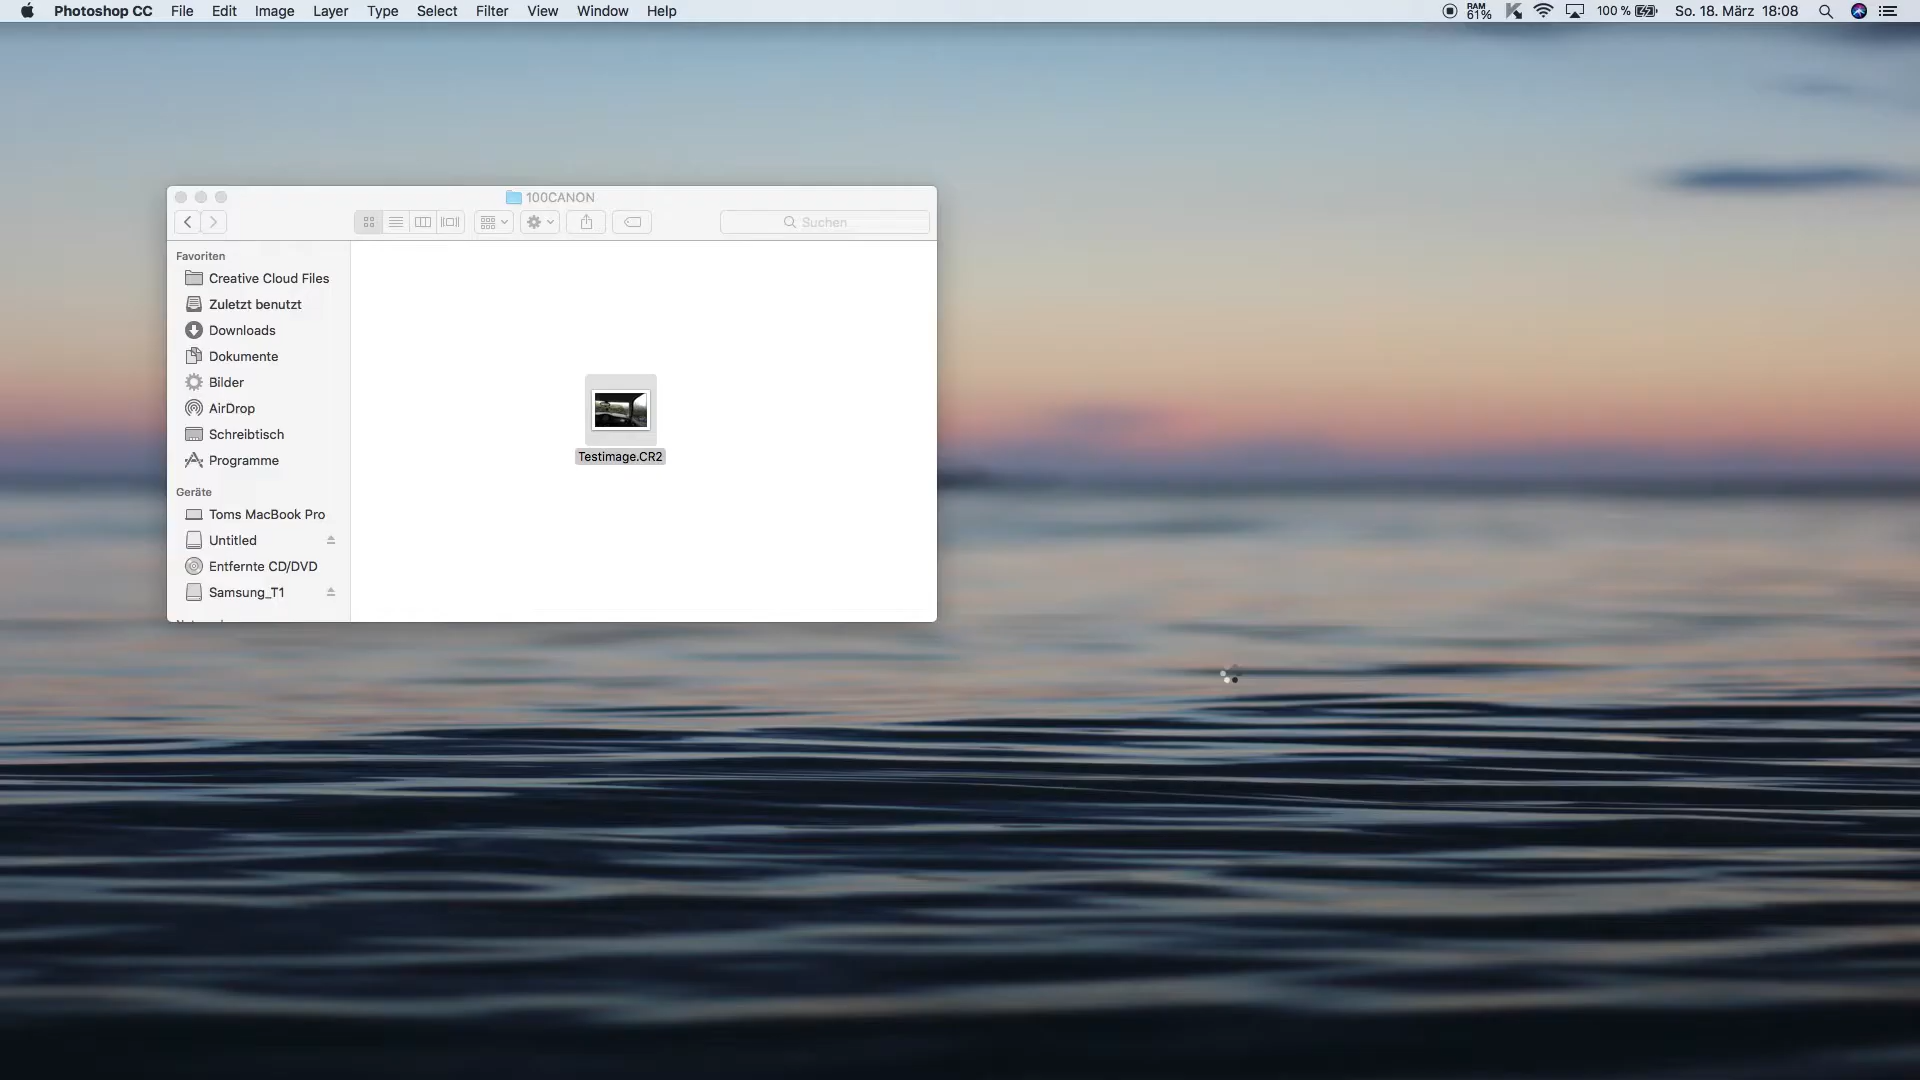 Photoshop CC File Edit Image Layer Type Select Filter View Window Help RAM 61% 100 % So. 18. März 18:08
100CANON
Suchen
Favoriten
Creative Cloud Files
Zuletzt benutzt
Downloads
Dokumente
Bilder
AirDrop
Schreibtisch
Programme
Testimage.CR2
Geräte
Toms MacBook Pro
Untitled
Entfernte CD/DVD
Samsung_T1